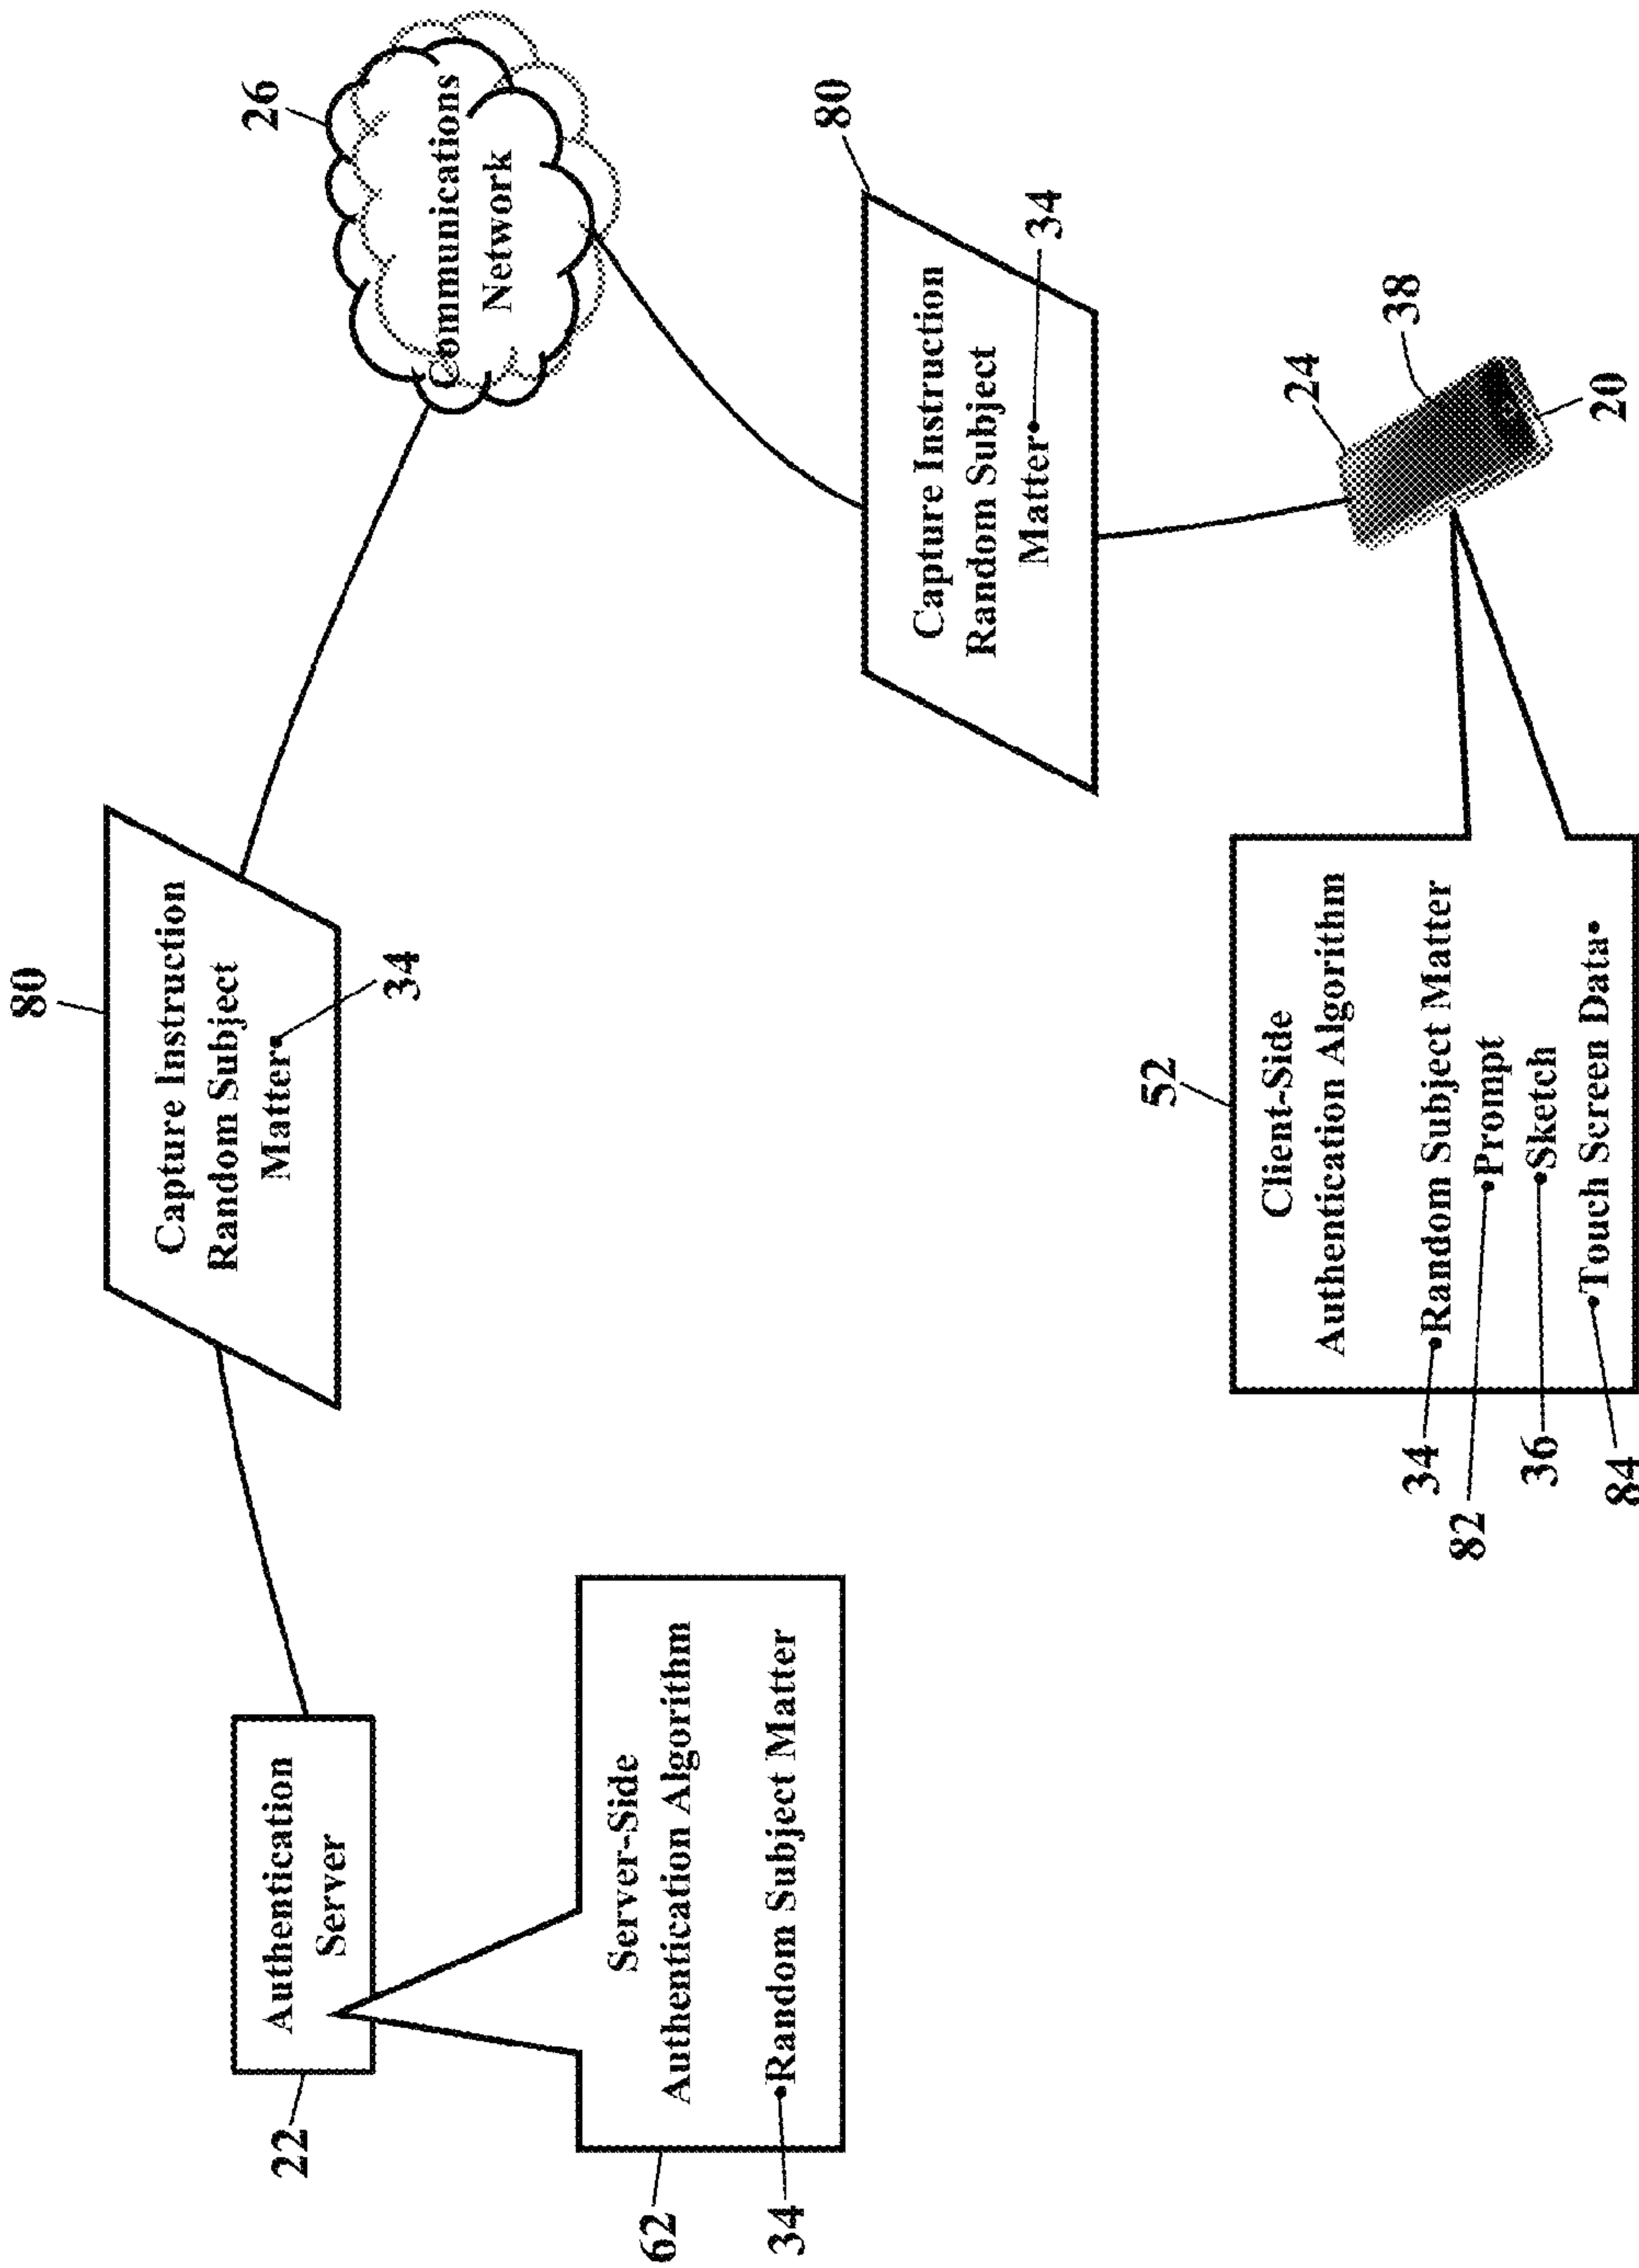 80
Capture Instruction
Random Subject
Matter
34
26
Communications
Network
22
Authentication
Server
62
Server-Side
Authentication Algorithm
34
Random Subject Matter
80
Capture Instruction
Random Subject
Matter
34
24
38
20
52
Client-Side
Authentication Algorithm
34
Random Subject Matter
82
Prompt
36
Sketch
84
Touch Screen Data